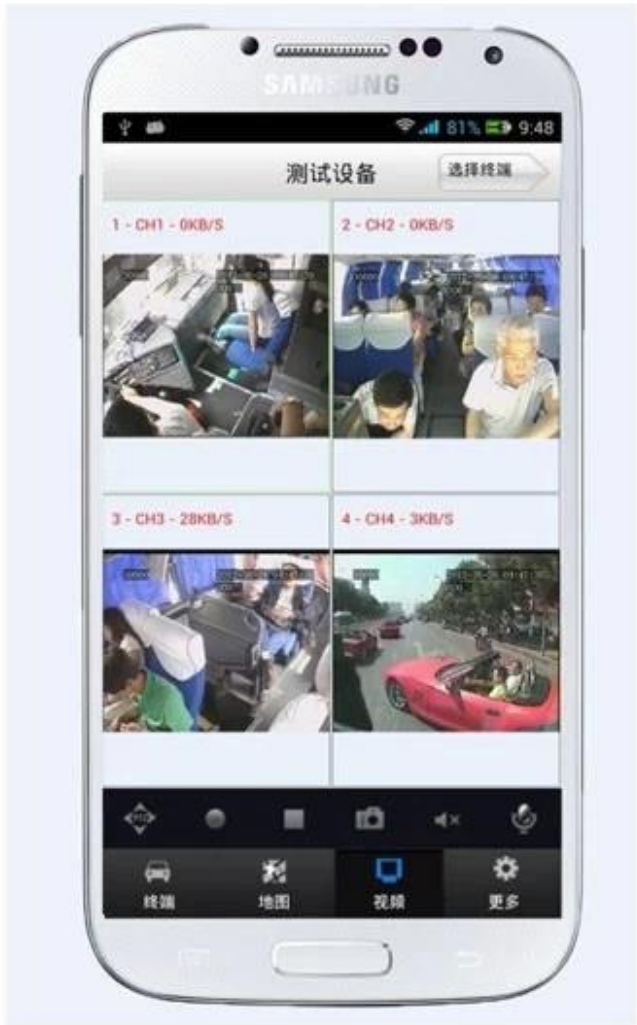 SAMSUNG
81% 9:48
测试设备
选择终端
1 - CH1 - 0KB/S
2 - CH2 - 0KB/S
3 - CH3 - 28KB/S
4 - CH4 - 3KB/S
PTZ
终端
地图
视频
更多